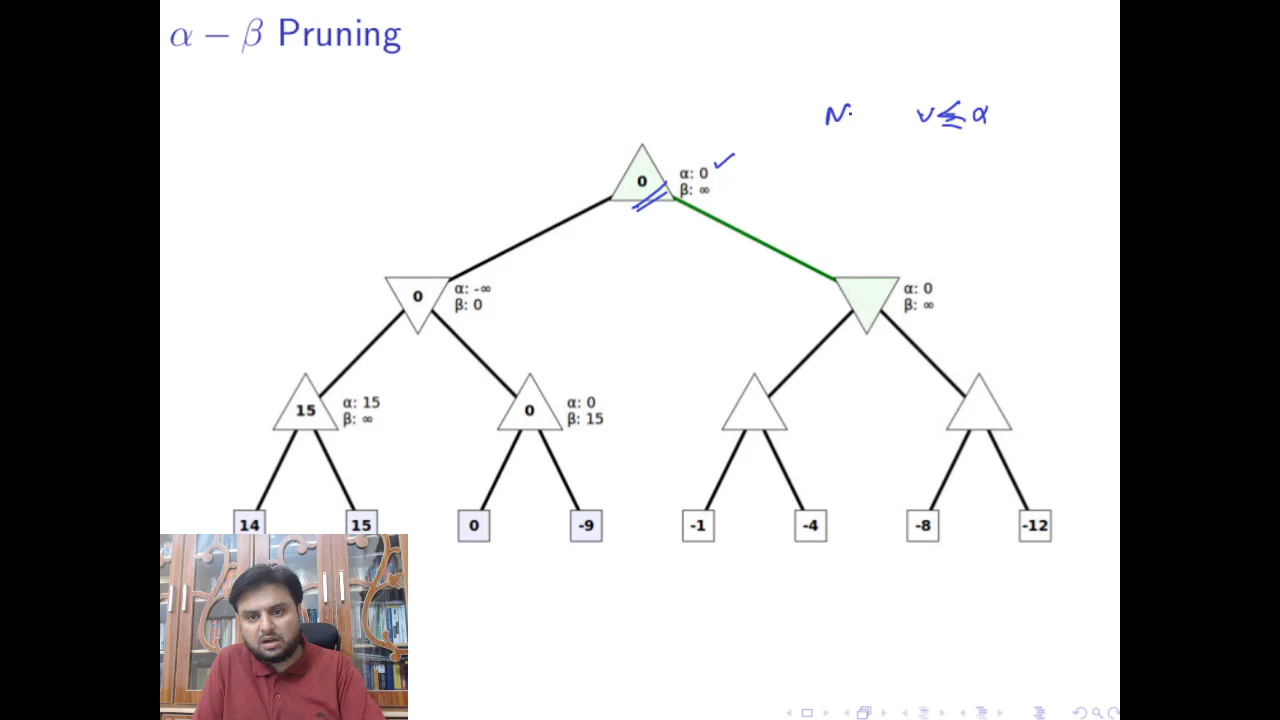 α − β Pruning
N: v ≤ α
0
α: 0
β: ∞
0
α: -∞
β: 0
α: 0
β: ∞
15
α: 15
β: ∞
0
α: 0
β: 15
14
15
0
-9
-1
-4
-8
-12